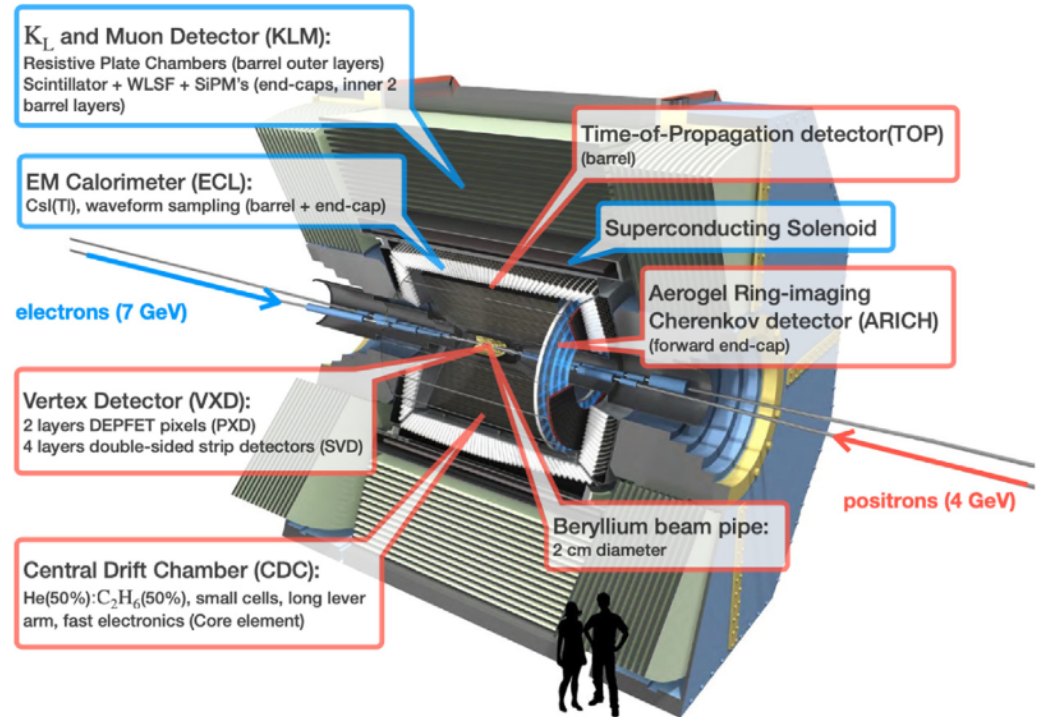 K_L and Muon Detector (KLM):
Resistive Plate Chambers (barrel outer layers)
Scintillator + WLSF + SiPM's (end-caps, inner 2
barrel layers)
Time-of-Propagation detector(TOP)
(barrel)
EM Calorimeter (ECL):
CsI(Tl), waveform sampling (barrel + end-cap)
Superconducting Solenoid
electrons (7 GeV)
Aerogel Ring-imaging
Cherenkov detector (ARICH)
(forward end-cap)
Vertex Detector (VXD):
2 layers DEPFET pixels (PXD)
4 layers double-sided strip detectors (SVD)
positrons (4 GeV)
Beryllium beam pipe:
2 cm diameter
Central Drift Chamber (CDC):
He(50%):C₂H₆(50%), small cells, long lever
arm, fast electronics (Core element)